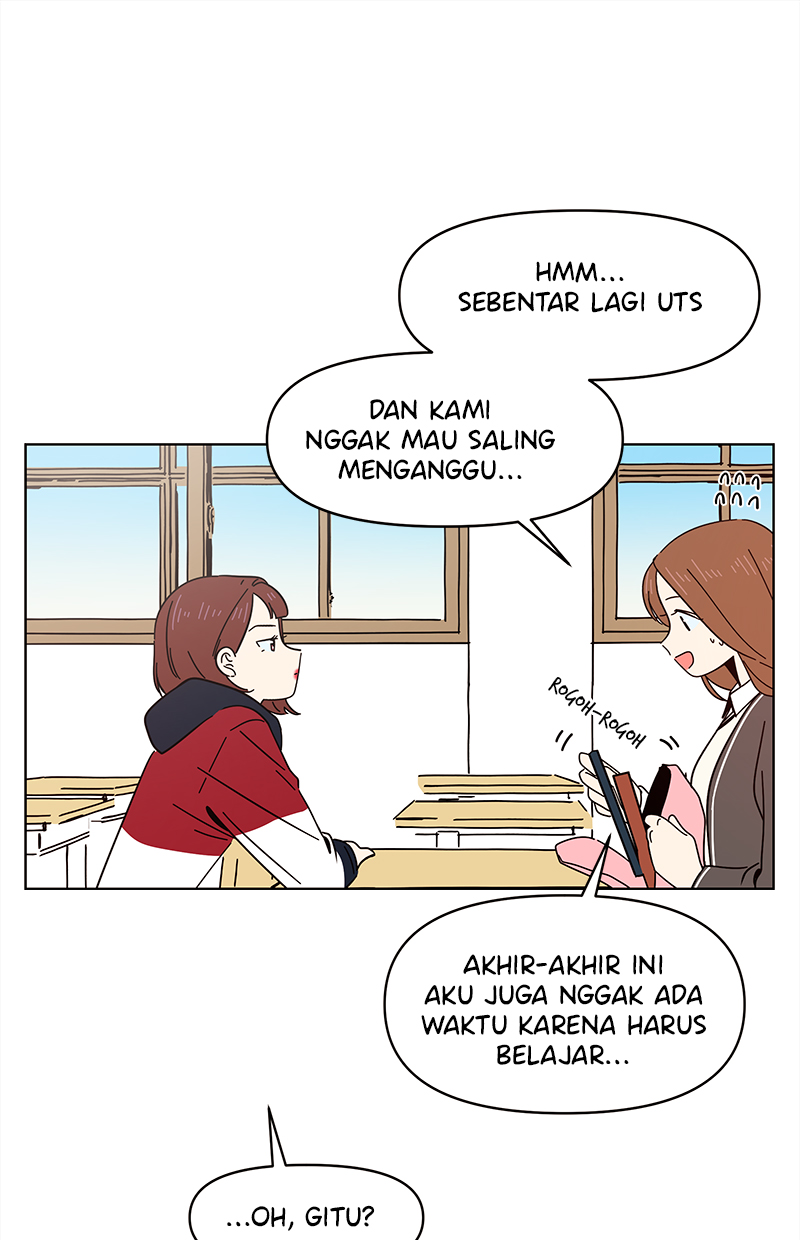 HMM...
SEBENTAR LAGI UTS
DAN KAMI
NGGAK MAU SALING
MENGANGGU...
ROGOH-ROGOH
AKHIR-AKHIR INI
AKU JUGA NGGAK ADA
WAKTU KARENA HARUS
BELAJAR...
...OH, GITU?